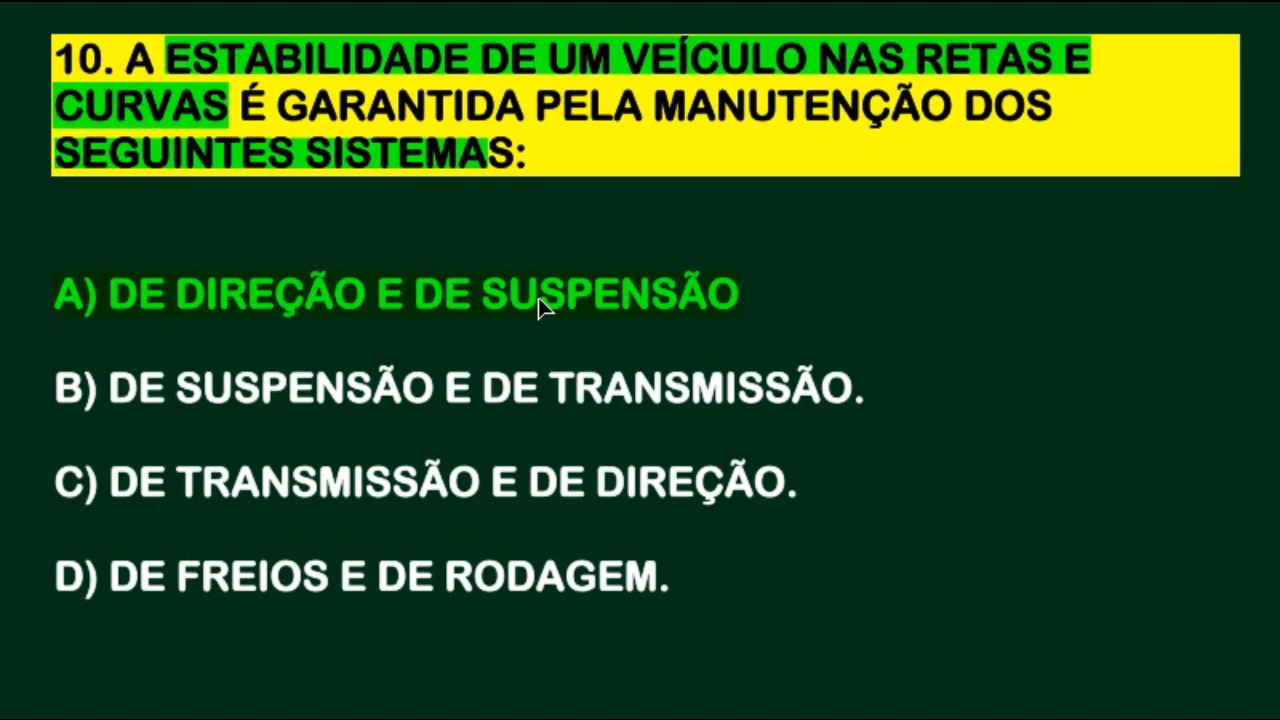 10. A ESTABILIDADE DE UM VEÍCULO NAS RETAS E
CURVAS É GARANTIDA PELA MANUTENÇÃO DOS
SEGUINTES SISTEMAS:
A) DE DIREÇÃO E DE SUSPENSÃO
B) DE SUSPENSÃO E DE TRANSMISSÃO.
C) DE TRANSMISSÃO E DE DIREÇÃO.
D) DE FREIOS E DE RODAGEM.